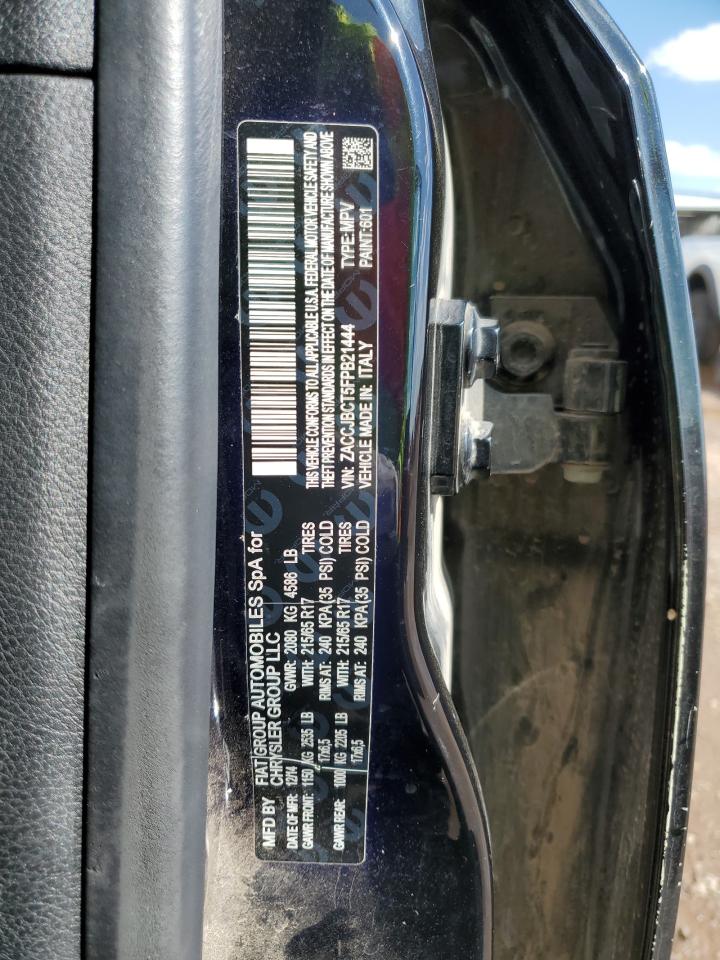 MFD BY FIAT GROUP AUTOMOBILES SpA for
CHRYSLER GROUP LLC
DATE OF MFR: 12/14 GVWR: 2080 KG 4586 LB
GAWR FRONT: 1150 KG 2535 LB WITH: 215/65 R17 TIRES
17x6,5 RIMS AT: 240 KPA(35 PSI) COLD
GAWR REAR: 1000 KG 2205 LB WITH: 215/65 R17 TIRES
17x6,5 RIMS AT: 240 KPA(35 PSI) COLD
THIS VEHICLE CONFORMS TO ALL APPLICABLE U.S.A. FEDERAL MOTOR VEHICLE SAFETY AND
THEFT PREVENTION STANDARDS IN EFFECT ON THE DATE OF MANUFACTURE SHOWN ABOVE
VIN: ZACCJBCT5FPB21444 TYPE:MPV
VEHICLE MADE IN: ITALY PAINT:601